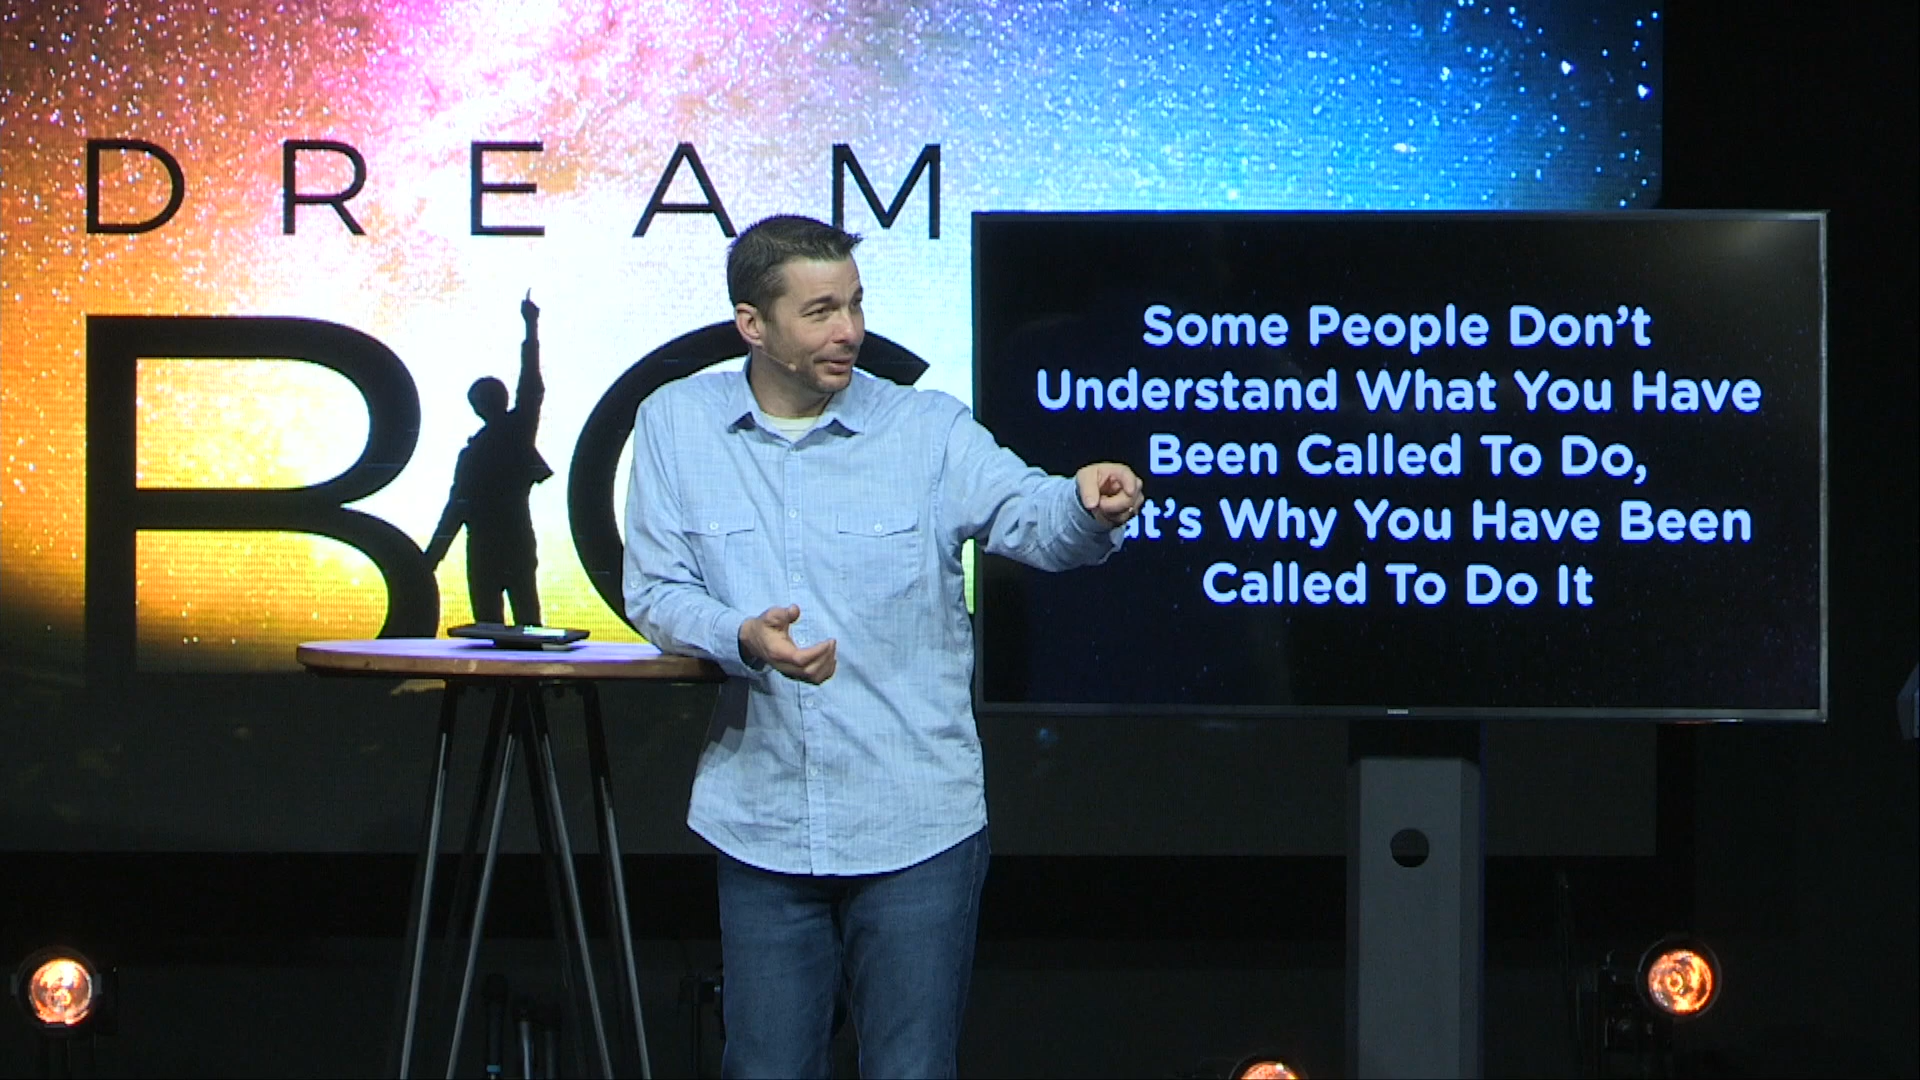 DREAM
BIG
Some People Don't
Understand What You Have
Been Called To Do,
Why You Have Been
Called To Do It